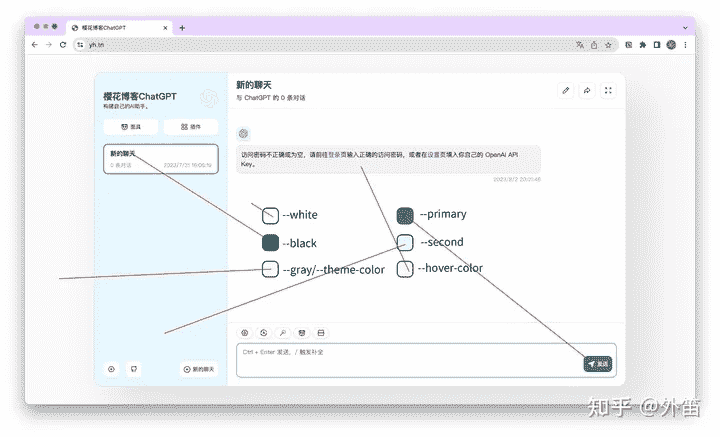 樱花博客ChatGPT
yh.tn
樱花博客ChatGPT
构建自己的AI助手。
面具
插件
新的聊天
0 条对话
2023/7/31 16:05:19
新的聊天
与 ChatGPT 的 0 条对话
访问密码不正确或为空，请前往登录页输入正确的访问密码，或者在设置页填入你自己的 OpenAI API
Key。
--white
--primary
--black
--second
--gray/--theme-color
--hover-color
Ctrl + Enter 发送，/ 触发补全
发送
新的聊天
知乎 @外笛